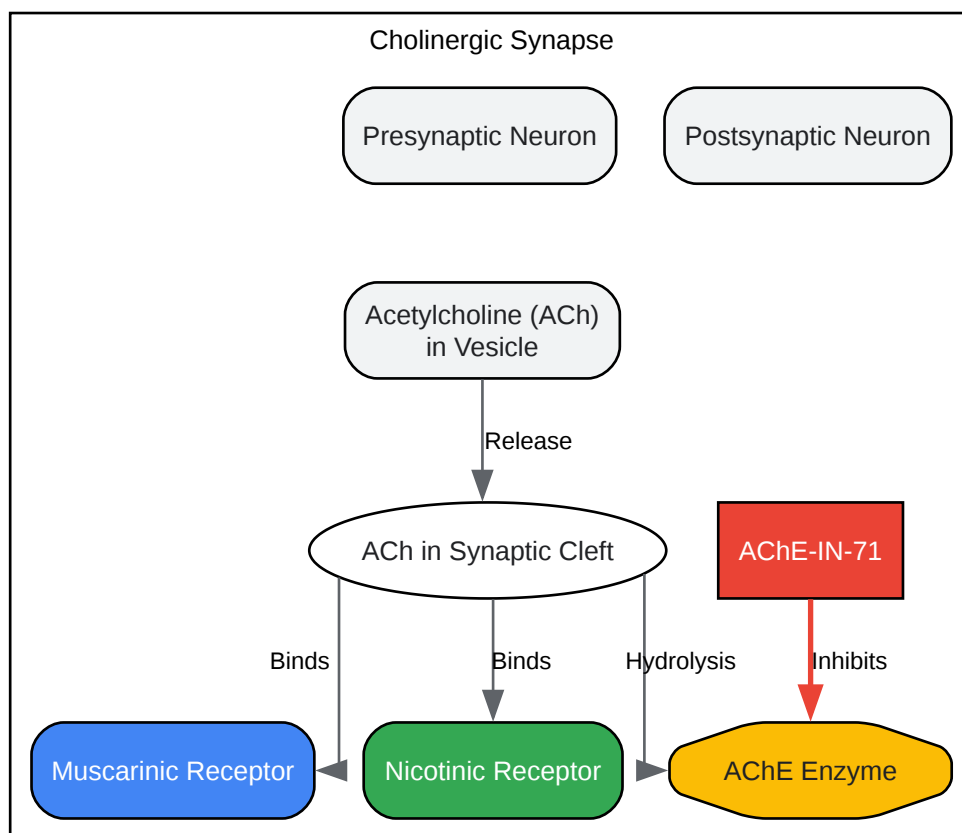 Cholinergic Synapse
Presynaptic Neuron
Postsynaptic Neuron
Acetylcholine (ACh)
in Vesicle
Release
ACh in Synaptic Cleft
AChE-IN-71
Binds
Binds
Hydrolysis
Inhibits
Muscarinic Receptor
Nicotinic Receptor
AChE Enzyme